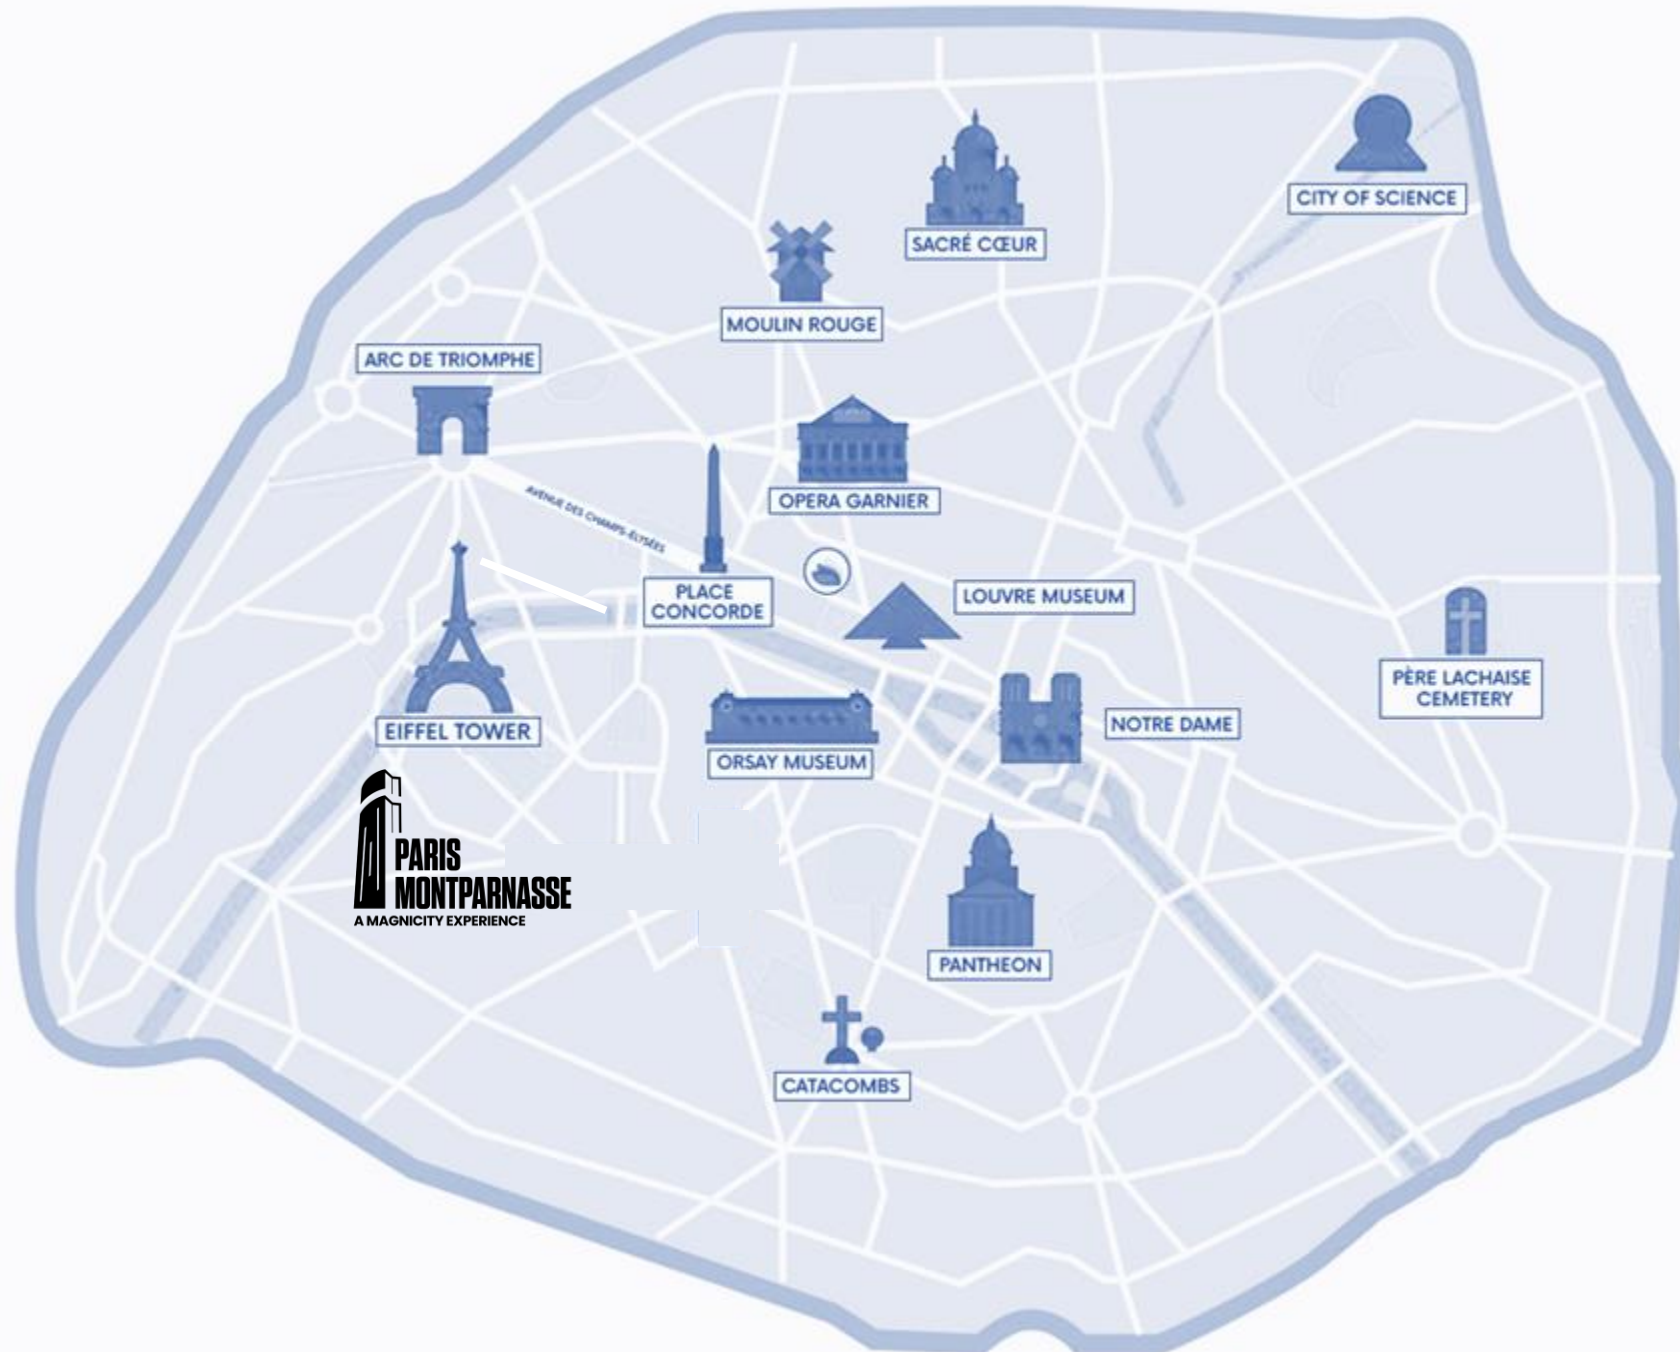 CITY OF SCIENCE
SACRÉ CŒUR
MOULIN ROUGE
ARC DE TRIOMPHE
OPERA GARNIER
AVENUE DES CHAMPS-ELYSÉES
PLACE
CONCORDE
LOUVRE MUSEUM
PÈRE LACHAISE
CEMETERY
EIFFEL TOWER
NOTRE DAME
ORSAY MUSEUM
PARIS
MONTPARNASSE
A MAGNICITY EXPERIENCE
PANTHEON
CATACOMBS